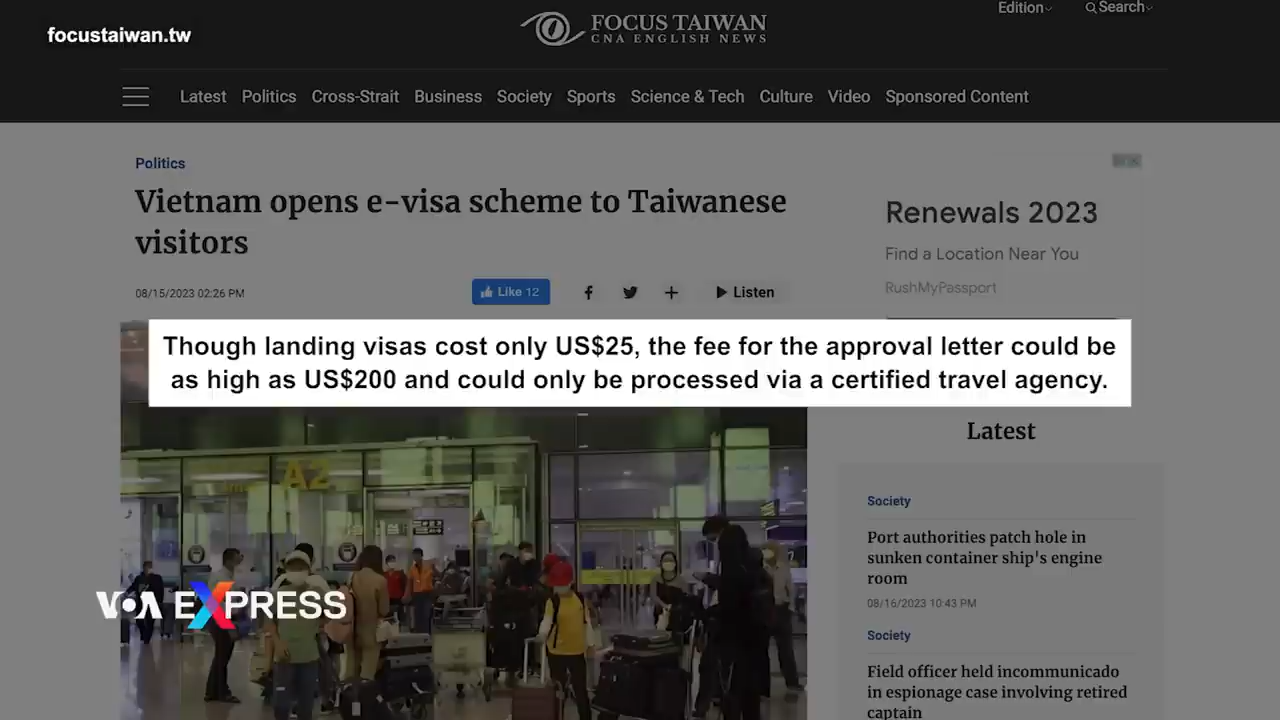 focustaiwan.tw
FOCUS TAIWAN
CNA ENGLISH NEWS
Edition
Search
Latest
Politics
Cross-Strait
Business
Society
Sports
Science & Tech
Culture
Video
Sponsored Content
Politics
Vietnam opens e-visa scheme to Taiwanese
visitors
08/15/2023 02:26 PM
Like 12
Listen
Renewals 2023
Find a Location Near You
RushMyPassport
Though landing visas cost only US$25, the fee for the approval letter could be
as high as US$200 and could only be processed via a certified travel agency.
A2
VOA EXPRESS
Latest
Society
Port authorities patch hole in
sunken container ship's engine
room
08/16/2023 10:43 PM
Society
Field officer held incommunicado
in espionage case involving retired
captain